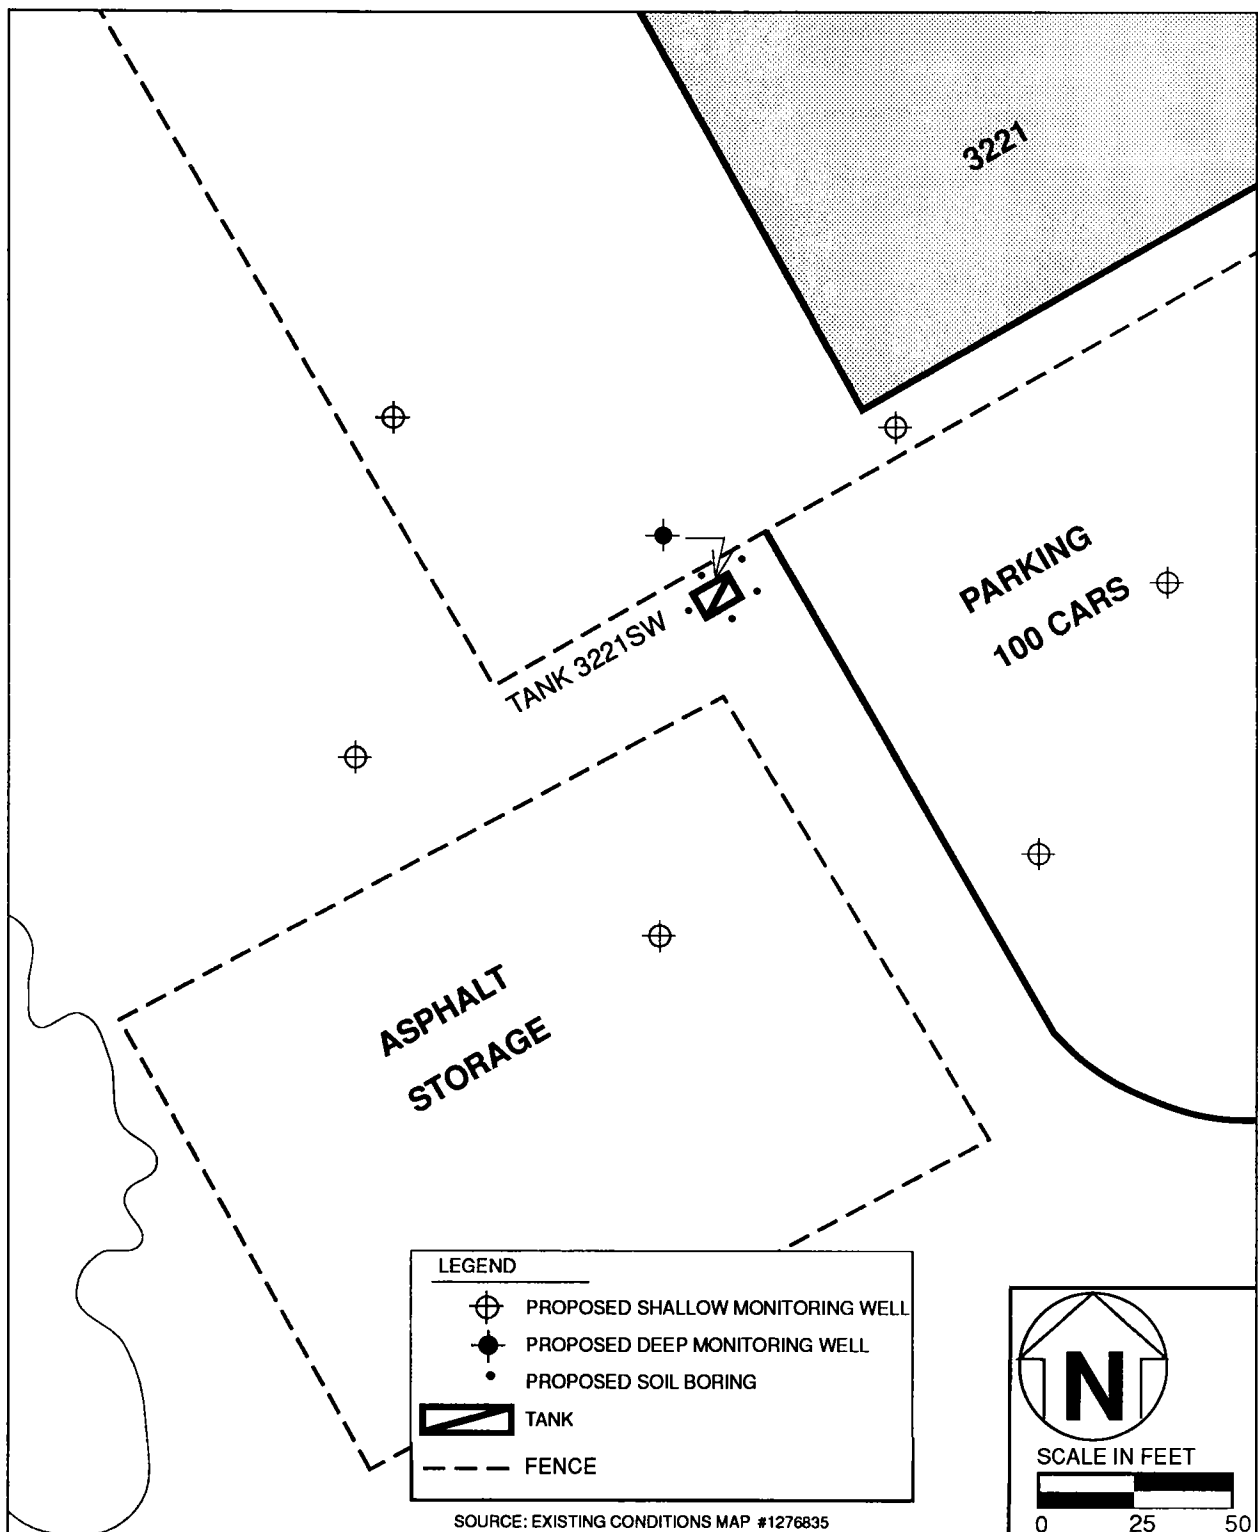 3221
PARKING
100 CARS
TANK 3221SW
ASPHALT
STORAGE
LEGEND
PROPOSED SHALLOW MONITORING WELL
PROPOSED DEEP MONITORING WELL
PROPOSED SOIL BORING
TANK
FENCE
N
SCALE IN FEET
0 25 50
SOURCE: EXISTING CONDITIONS MAP #1276835